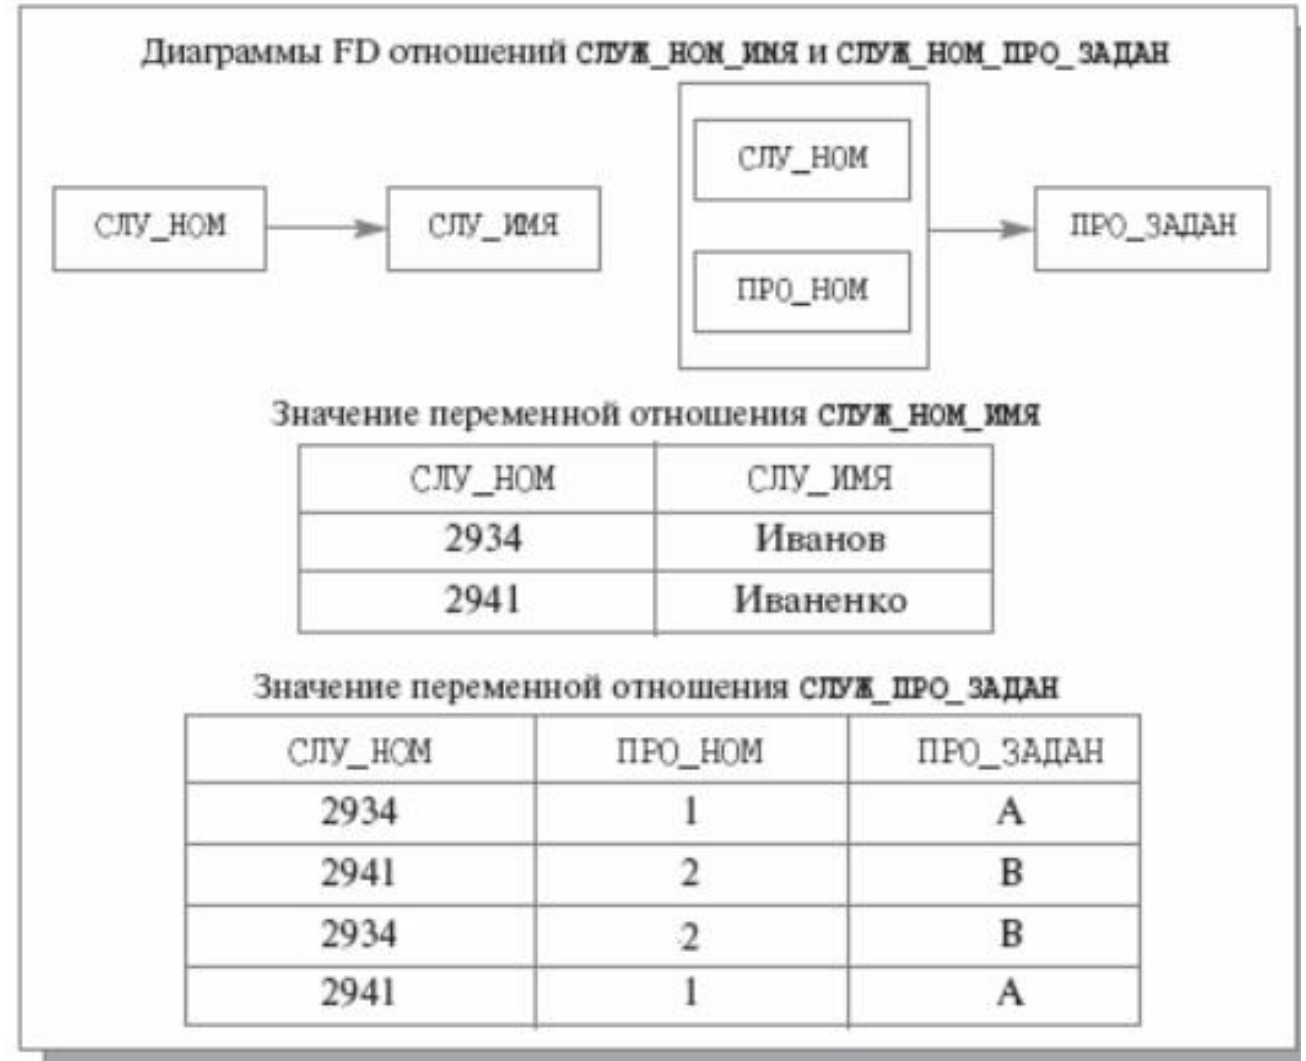 Диаграммы FD отношений СЛУЖ_НОМ_ИМЯ и СЛУЖ_НОМ_ПРО_ЗАДАН
СЛУ_НОМ
СЛУ_ИМЯ
СЛУ_НОМ
ПРО_НОМ
ПРО_ЗАДАН
Значение переменной отношения СЛУЖ_НОМ_ИМЯ
СЛУ_НОМ СЛУ_ИМЯ
2934 Иванов
2941 Иваненко
Значение переменной отношения СЛУЖ_ПРО_ЗАДАН
СЛУ_НОМ ПРО_НОМ ПРО_ЗАДАН
2934 1 A
2941 2 B
2934 2 B
2941 1 A